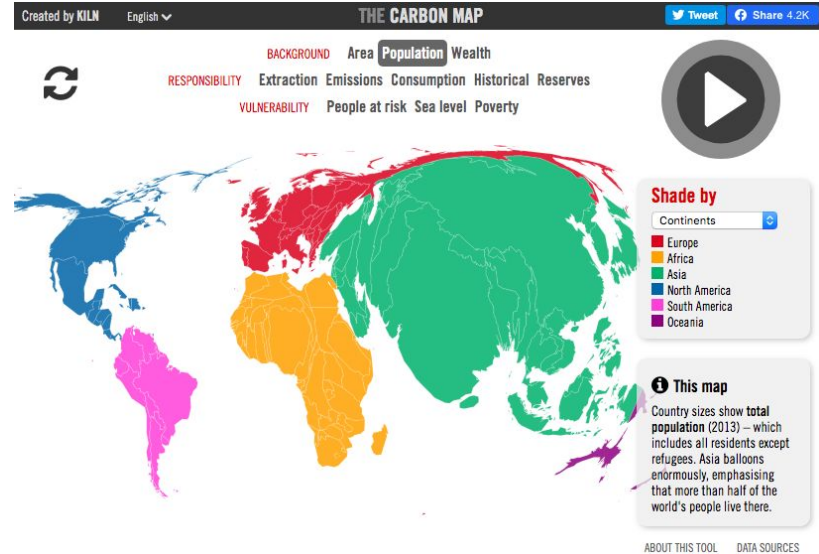 Created by KILN English THE CARBON MAP Tweet Share 4.2K
BACKGROUND Area Population Wealth
RESPONSIBILITY Extraction Emissions Consumption Historical Reserves
VULNERABILITY People at risk Sea level Poverty
Shade by
Continents
Europe
Africa
Asia
North America
South America
Oceania
This map
Country sizes show total
population (2013) – which
includes all residents except
refugees. Asia balloons
enormously, emphasising
that more than half of the
world's people live there.
ABOUT THIS TOOL DATA SOURCES